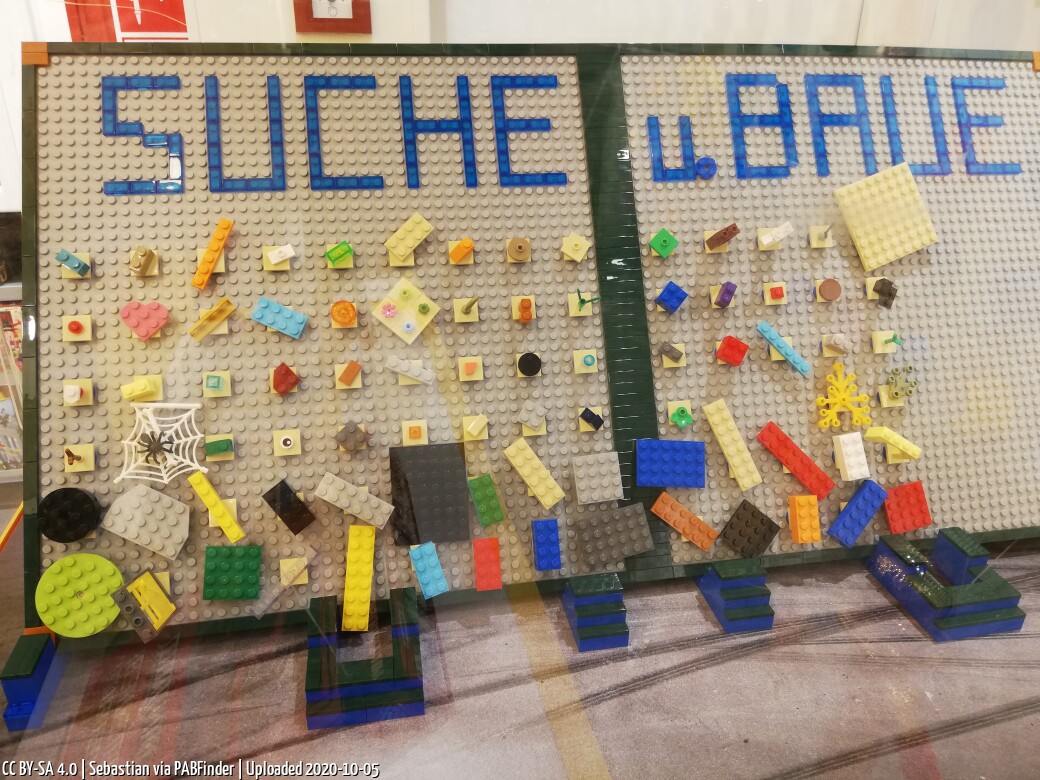 SUCHE u. BAUE
CC BY-SA 4.0 | Sebastian via PABFinder | Uploaded 2020-10-05